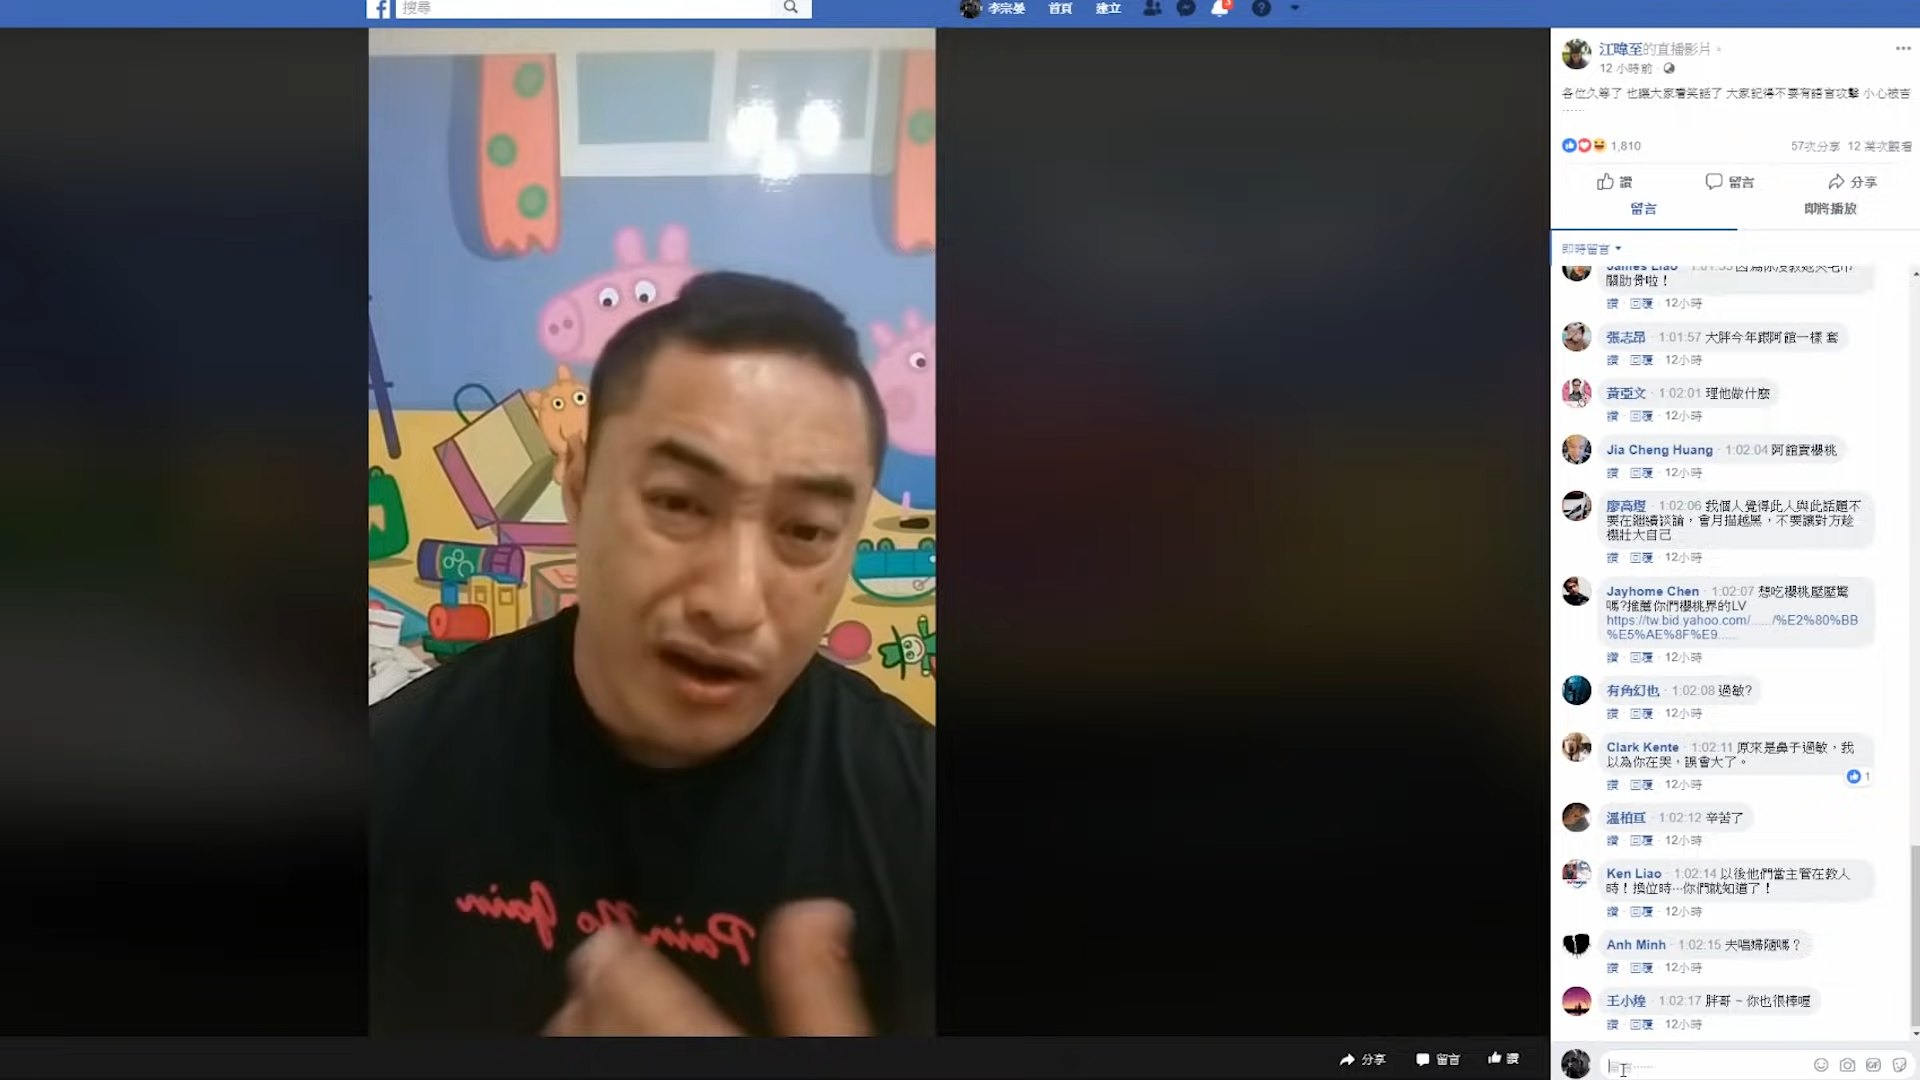 搜尋
李宗晏 首頁 建立
3
江暐至的直播影片。
12 小時前
各位久等了 也讓大家看笑話了 大家記得不要有語言攻擊 小心被告
......
1,810
57次分享 12 萬次觀看
讚 留言 分享
留言 即將播放
即時留言
James Liao
關肋骨啦！
讚 · 回覆 · 12小時
張志昂 · 1:01:57 大胖今年跟阿館一樣 套
讚 · 回覆 · 12小時
黃亞文 · 1:02:01 理他做什麼
讚 · 回覆 · 12小時
Jia Cheng Huang · 1:02:04 阿館賣櫻桃
讚 · 回覆 · 12小時
廖高煜 · 1:02:06 我個人覺得此人與此話題不
要在繼續談論，會月描越黑，不要讓對方趁
機壯大自己
讚 · 回覆 · 12小時
Jayhome Chen · 1:02:07 想吃櫻桃壓壓驚
嗎?推薦你們櫻桃界的LV
https://tw.bid.yahoo.com/....../%E2%80%BB
%E5%AE%8F%E9......
讚 · 回覆 · 12小時
有角幻也 · 1:02:08 過敏?
讚 · 回覆 · 12小時
Clark Kente · 1:02:11 原來是鼻子過敏，我
以為你在哭，誤會大了。
1
讚 · 回覆 · 12小時
溫柏亘 · 1:02:12 辛苦了
讚 · 回覆 · 12小時
Ken Liao · 1:02:14 以後他們當主管在教人
時！換位時...你們就知道了！
讚 · 回覆 · 12小時
Anh Minh · 1:02:15 夫唱婦隨嗎？
讚 · 回覆 · 12小時
王小煌 · 1:02:17 胖哥 ~ 你也很棒喔
讚 · 回覆 · 12小時
Pain No Gain
分享 留言 讚